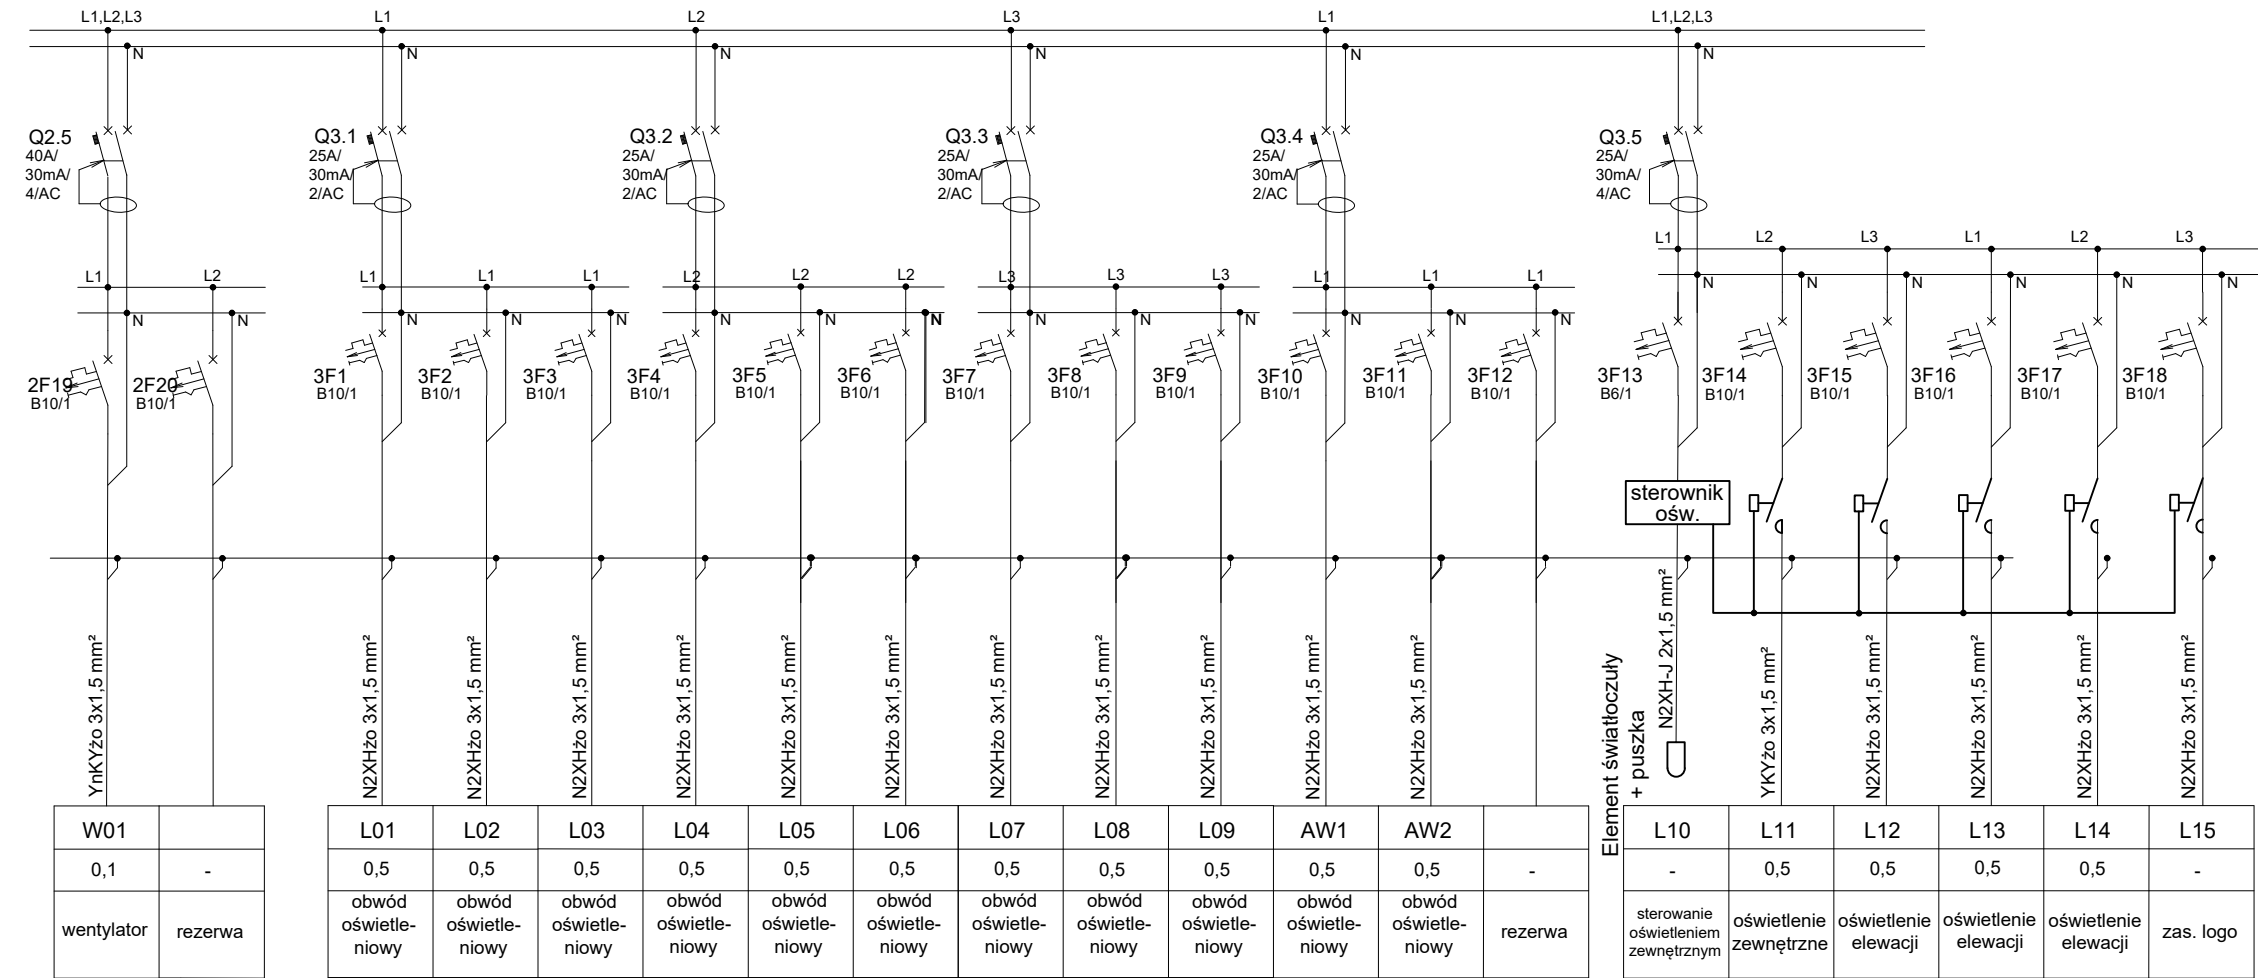 L1,L2,L3 L1 L2 L3 L1 L1,L2,L3
N N N N N N
Q2.5
40A/
30mA/
4/AC
Q3.1
25A/
30mA/
2/AC
Q3.2
25A/
30mA/
2/AC
Q3.3
25A/
30mA/
2/AC
Q3.4
25A/
30mA/
2/AC
Q3.5
25A/
30mA/
4/AC
L1 L2 L3 L1 L2 L3
N N N N N N
L1 L2 L1 L1 L1 L2 L2 L2 L3 L3 L3 L1 L1 L1
N N N N N N N N N N N N N N
2F19
B10/1
2F20
B10/1
3F1
B10/1
3F2
B10/1
3F3
B10/1
3F4
B10/1
3F5
B10/1
3F6
B10/1
3F7
B10/1
3F8
B10/1
3F9
B10/1
3F10
B10/1
3F11
B10/1
3F12
B10/1
3F13
B6/1
3F14
B10/1
3F15
B10/1
3F16
B10/1
3F17
B10/1
3F18
B10/1
sterownik
ośw.
YnKYżo 3x1,5 mm²
N2XHżo 3x1,5 mm²
N2XHżo 3x1,5 mm²
N2XHżo 3x1,5 mm²
N2XHżo 3x1,5 mm²
N2XHżo 3x1,5 mm²
N2XHżo 3x1,5 mm²
N2XHżo 3x1,5 mm²
N2XHżo 3x1,5 mm²
N2XHżo 3x1,5 mm²
N2XHżo 3x1,5 mm²
N2XHżo 3x1,5 mm²
Element światłoczuły
+ puszka
N2XH-J 2x1,5 mm²
YKYżo 3x1,5 mm²
N2XHżo 3x1,5 mm²
N2XHżo 3x1,5 mm²
N2XHżo 3x1,5 mm²
N2XHżo 3x1,5 mm²
W01 L01 L02 L03 L04 L05 L06 L07 L08 L09 AW1 AW2 L10 L11 L12 L13 L14 L15
0,1 - 0,5 0,5 0,5 0,5 0,5 0,5 0,5 0,5 0,5 0,5 0,5 - - 0,5 0,5 0,5 0,5 -
wentylator
rezerwa
obwód
oświetle-
niowy
obwód
oświetle-
niowy
obwód
oświetle-
niowy
obwód
oświetle-
niowy
obwód
oświetle-
niowy
obwód
oświetle-
niowy
obwód
oświetle-
niowy
obwód
oświetle-
niowy
obwód
oświetle-
niowy
obwód
oświetle-
niowy
obwód
oświetle-
niowy
rezerwa
sterowanie
oświetleniem
zewnętrznym
oświetlenie
zewnętrzne
oświetlenie
elewacji
oświetlenie
elewacji
oświetlenie
elewacji
zas. logo